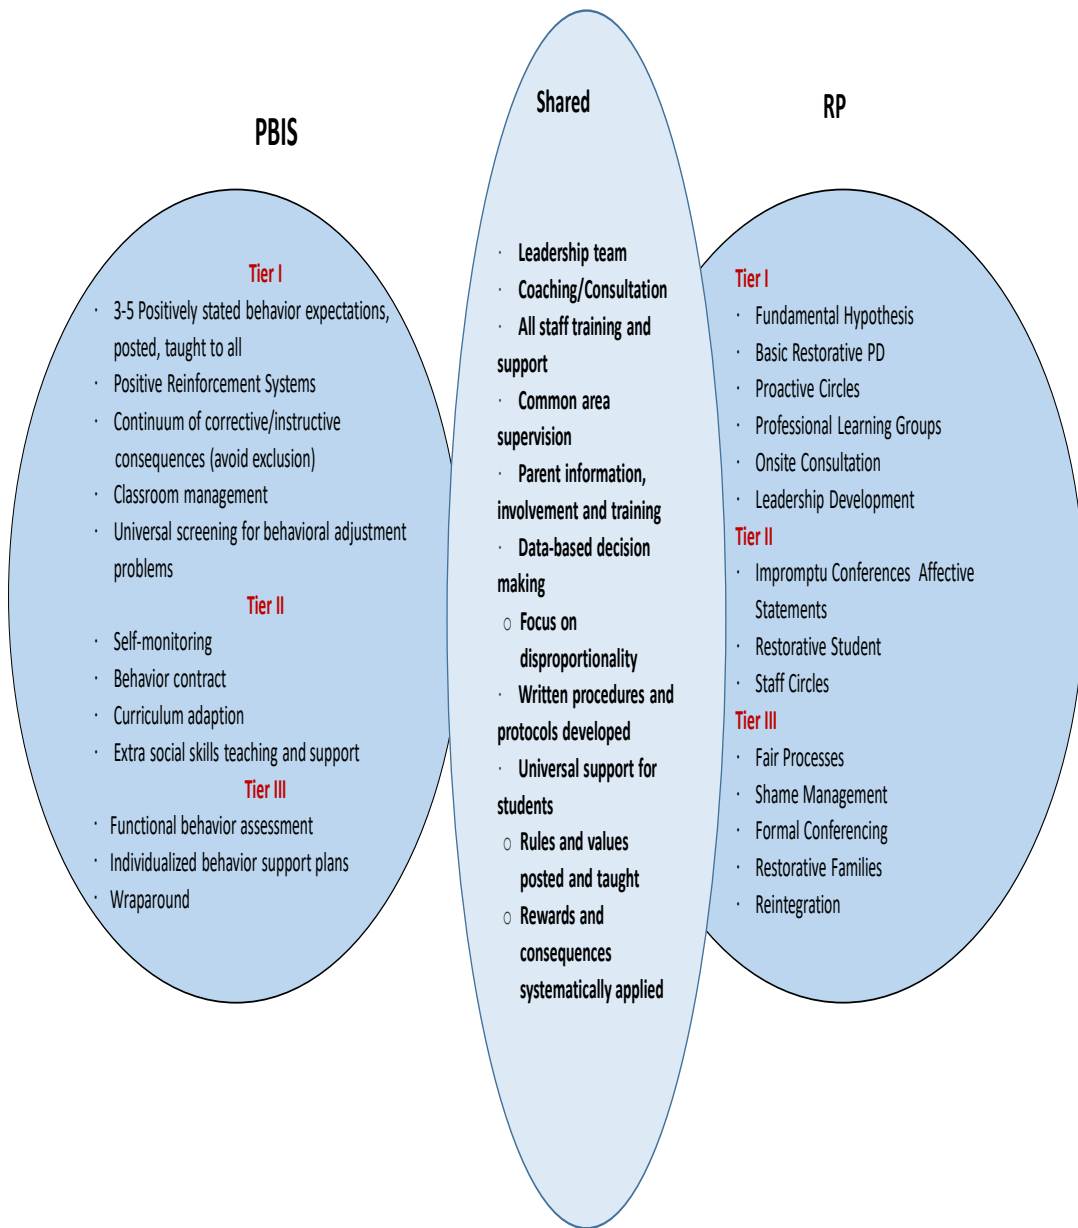 PBIS
Tier I
· 3-5 Positively stated behavior expectations,
posted, taught to all
· Positive Reinforcement Systems
· Continuum of corrective/instructive
consequences (avoid exclusion)
· Classroom management
· Universal screening for behavioral adjustment
problems
Tier II
· Self-monitoring
· Behavior contract
· Curriculum adaption
· Extra social skills teaching and support
Tier III
· Functional behavior assessment
· Individualized behavior support plans
· Wraparound
Shared
· Leadership team
· Coaching/Consultation
· All staff training and
support
· Common area
supervision
· Parent information,
involvement and training
· Data-based decision
making
○ Focus on
disproportionality
· Written procedures and
protocols developed
· Universal support for
students
○ Rules and values
posted and taught
○ Rewards and
consequences
systematically applied
RP
Tier I
· Fundamental Hypothesis
· Basic Restorative PD
· Proactive Circles
· Professional Learning Groups
· Onsite Consultation
· Leadership Development
Tier II
· Impromptu Conferences Affective
Statements
· Restorative Student
· Staff Circles
Tier III
· Fair Processes
· Shame Management
· Formal Conferencing
· Restorative Families
· Reintegration